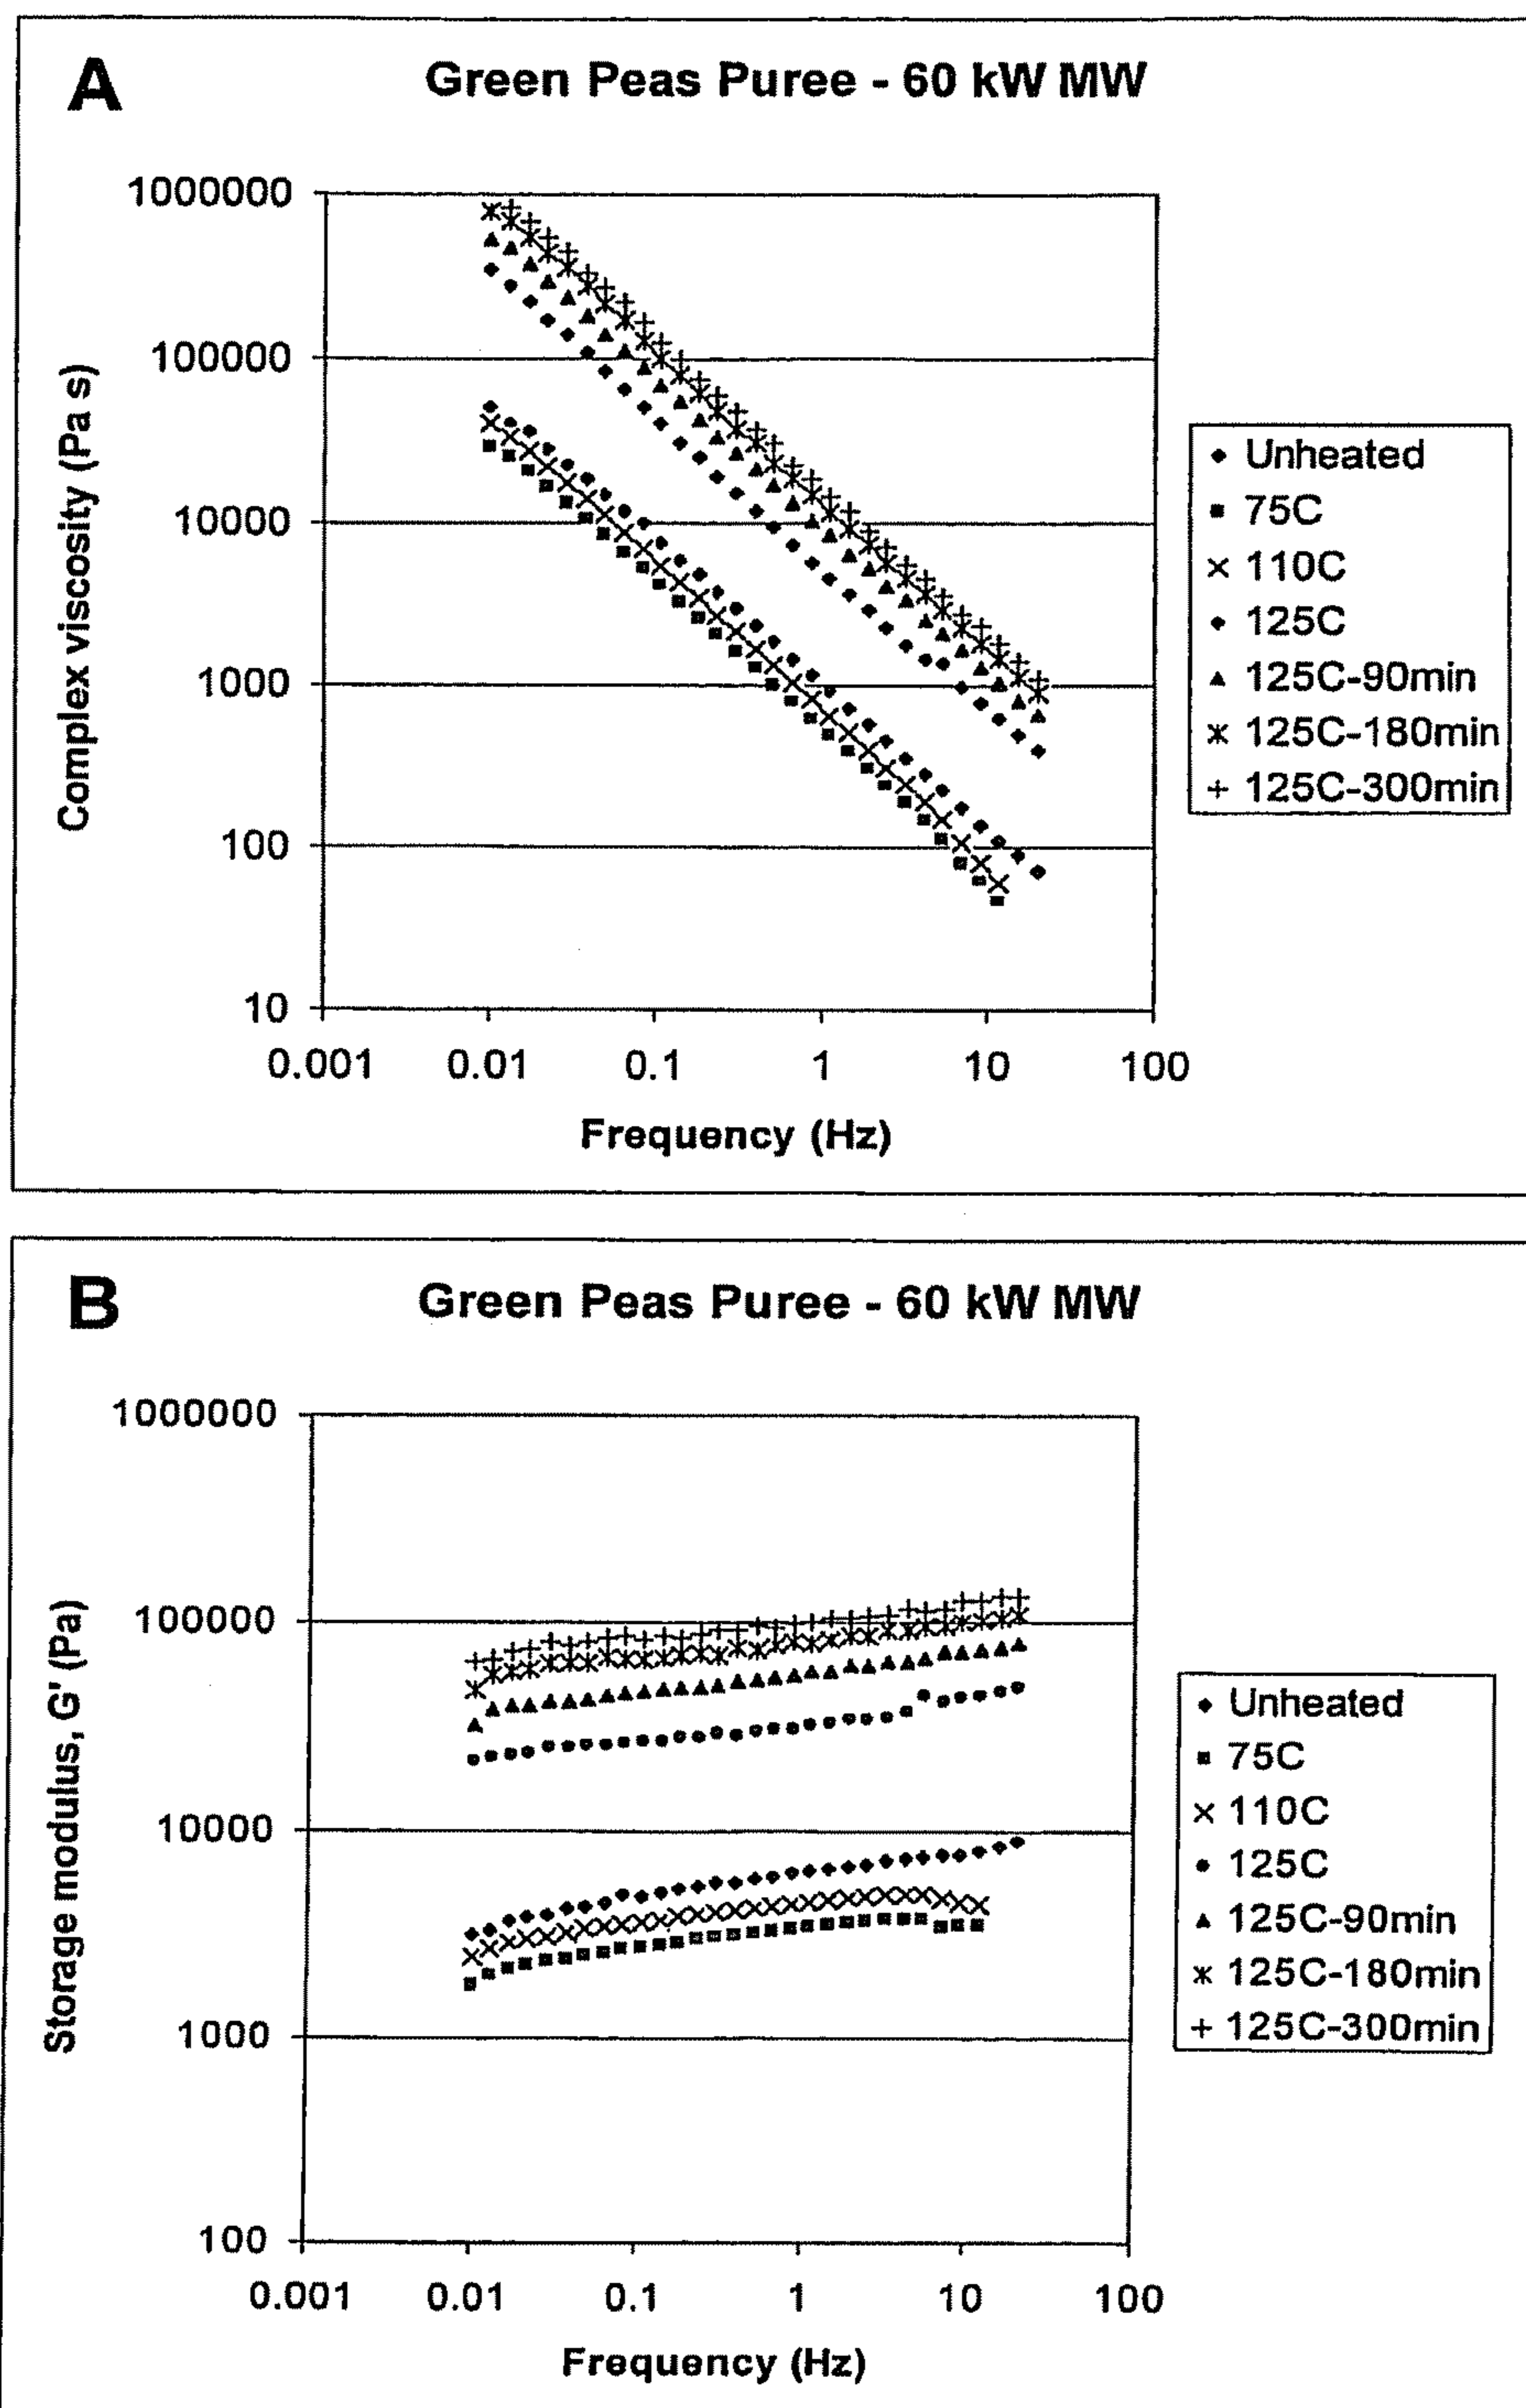 A
Green Peas Puree - 60 kW MW
1000000
100000
10000
1000
100
10
Complex viscosity (Pa s)
0.001 0.01 0.1 1 10 100
Frequency (Hz)
Unheated
75C
110C
125C
125C-90min
125C-180min
125C-300min
B
Green Peas Puree - 60 kW MW
1000000
100000
10000
1000
100
Storage modulus, G' (Pa)
0.001 0.01 0.1 1 10 100
Frequency (Hz)
Unheated
75C
110C
125C
125C-90min
125C-180min
125C-300min